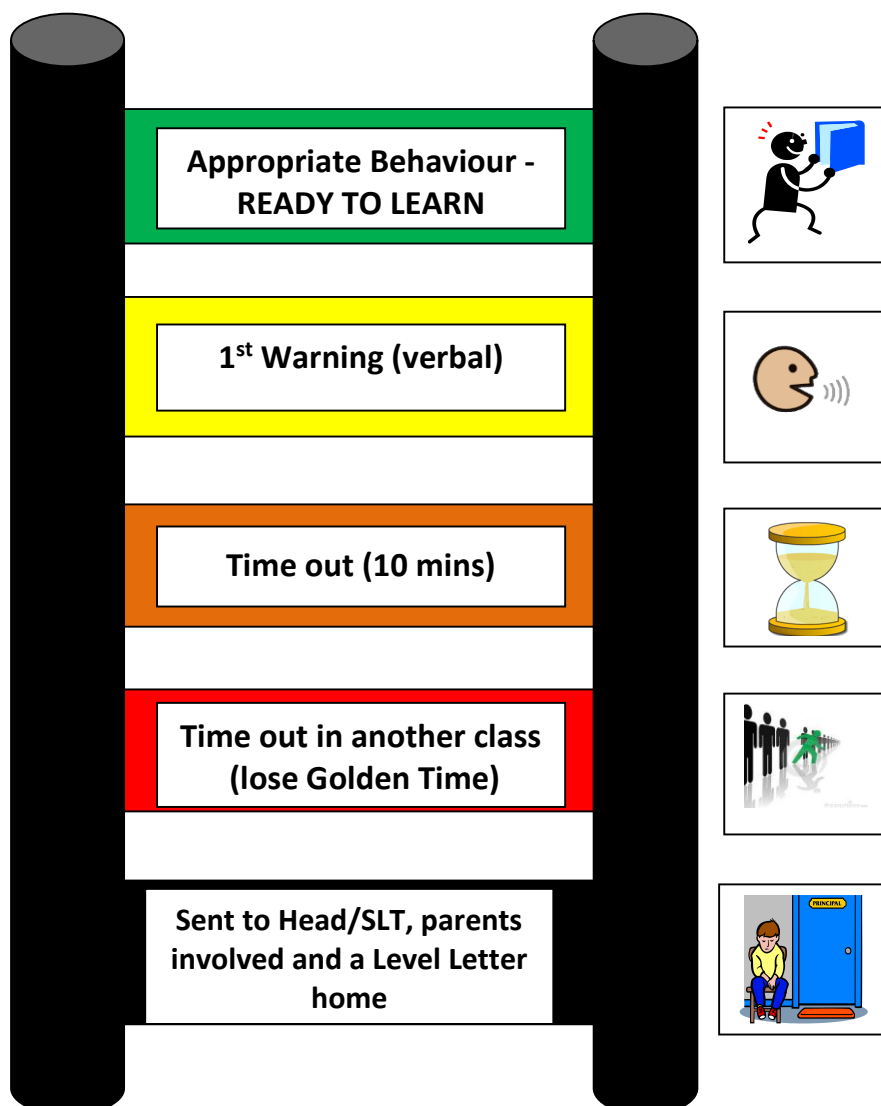 Appropriate Behaviour -
READY TO LEARN
1st Warning (verbal)
Time out (10 mins)
Time out in another class
(lose Golden Time)
Sent to Head/SLT, parents
involved and a Level Letter
home
PRINCIPAL